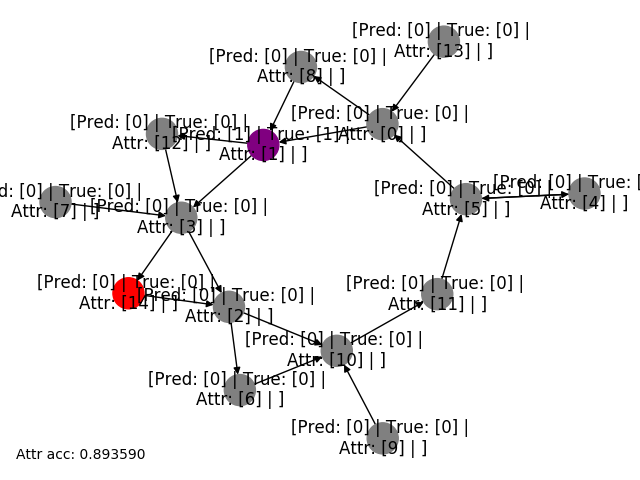 [Pred: [0] | True: [0] |
Attr: [13] | ]
[Pred: [0] | True: [0] |
Attr: [8] | ]
[Pred: [0] | True: [0] |
Attr: [0] | ]
[Pred: [0] | True: [0] |
Attr: [12] | ]
[Pred: [1] | True: [1] |
Attr: [1] | ]
d: [0] | True: [0] |
Attr: [7] | ]
[Pred: [0] | True: [0] |
Attr: [3] | ]
[Pred: [0] | True: [0] |
Attr: [5] | ]
[Pred: [0] | True: [
Attr: [4] | ]
[Pred: [0] | True: [0] |
Attr: [14] | ]
[Pred: [0] | True: [0] |
Attr: [2] | ]
[Pred: [0] | True: [0] |
Attr: [11] | ]
[Pred: [0] | True: [0] |
Attr: [10] | ]
[Pred: [0] | True: [0] |
Attr: [6] | ]
[Pred: [0] | True: [0] |
Attr: [9] | ]
Attr acc: 0.893590